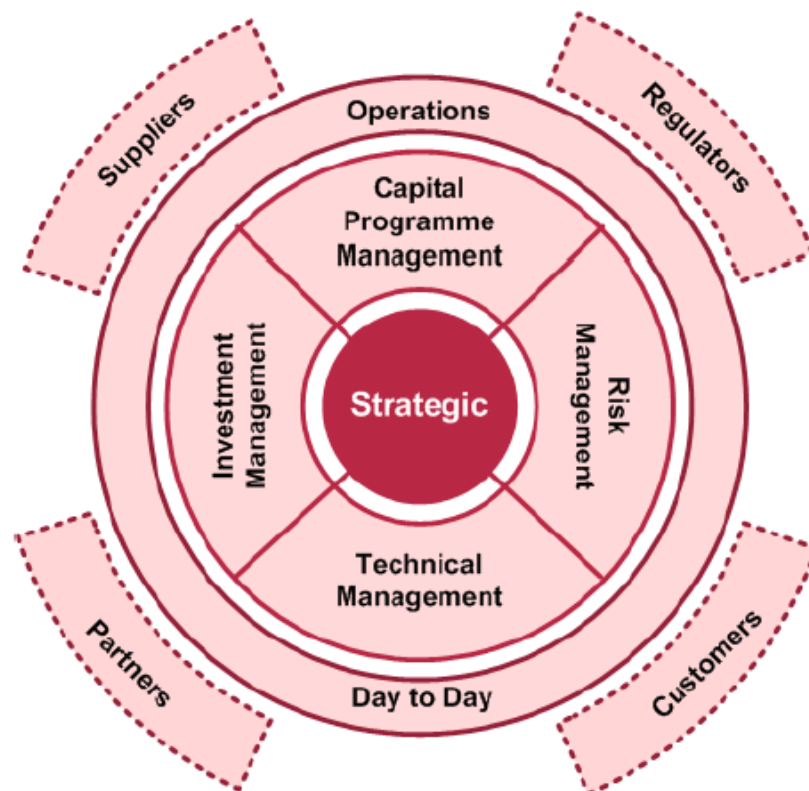 Suppliers
Regulators
Operations
Capital
Programme
Management
Investment
Management
Strategic
Risk
Management
Technical
Management
Partners
Customers
Day to Day